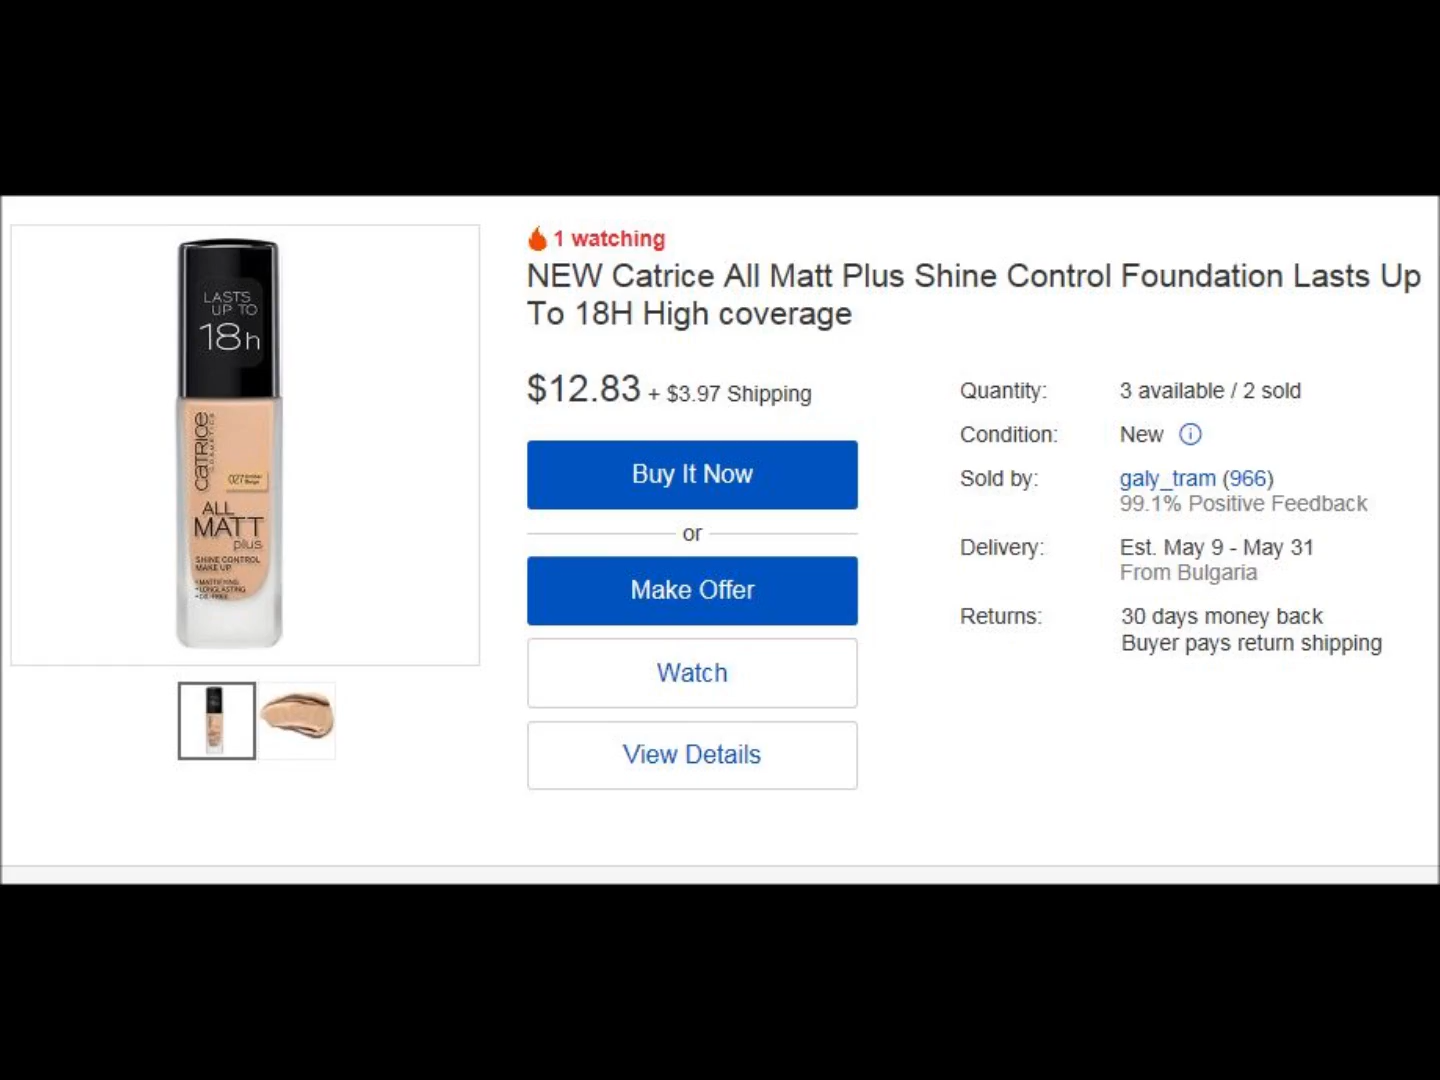 1 watching
NEW Catrice All Matt Plus Shine Control Foundation Lasts Up
To 18H High coverage
LASTS
UP TO
18h
CATRICE
COSMETICS
027
ALL
MATT
plus
SHINE CONTROL
MAKE UP
$12.83 + $3.97 Shipping
Buy It Now
or
Make Offer
Watch
View Details
Quantity: 3 available / 2 sold
Condition: New
Sold by: galy_tram (966)
99.1% Positive Feedback
Delivery: Est. May 9 - May 31
From Bulgaria
Returns: 30 days money back
Buyer pays return shipping